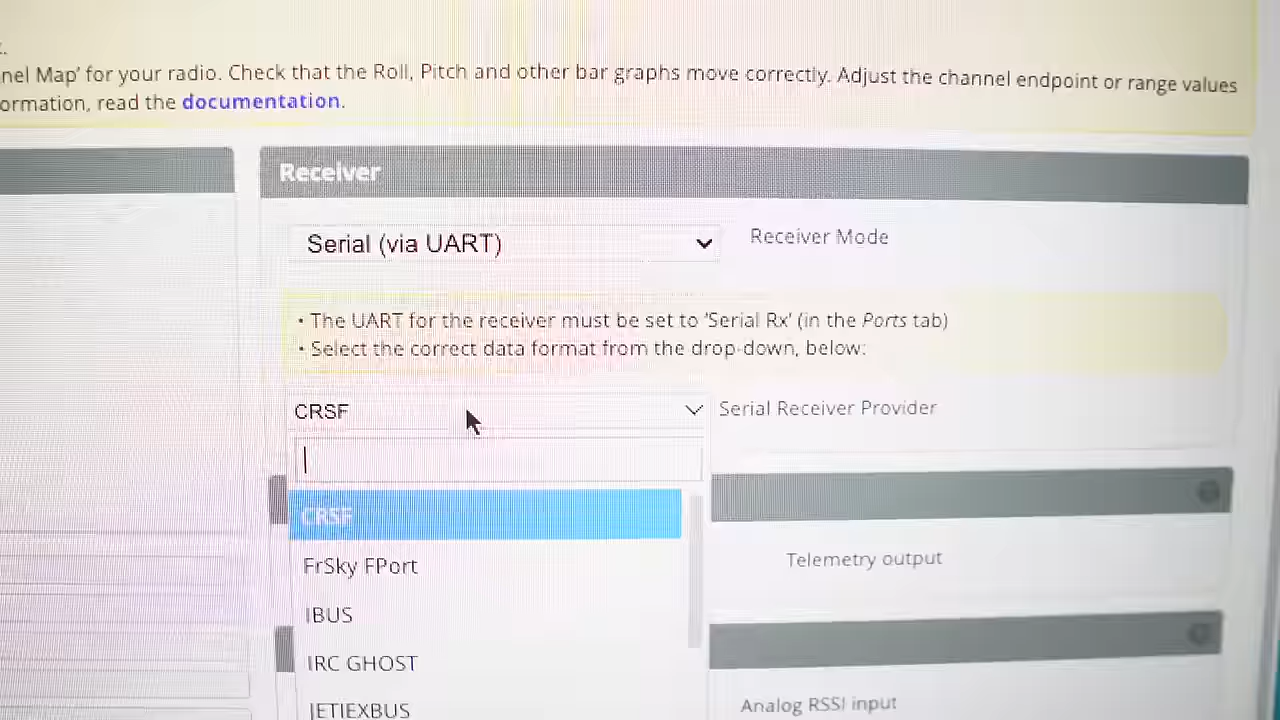 nel Map' for your radio. Check that the Roll, Pitch and other bar graphs move correctly. Adjust the channel endpoint or range values
ormation, read the documentation.
Receiver
Serial (via UART)
Receiver Mode
• The UART for the receiver must be set to 'Serial Rx' (in the Ports tab)
• Select the correct data format from the drop-down, below:
CRSF
Serial Receiver Provider
CRSF
FrSky FPort
Telemetry output
IBUS
IRC GHOST
JETIEXBUS
Analog RSSI input